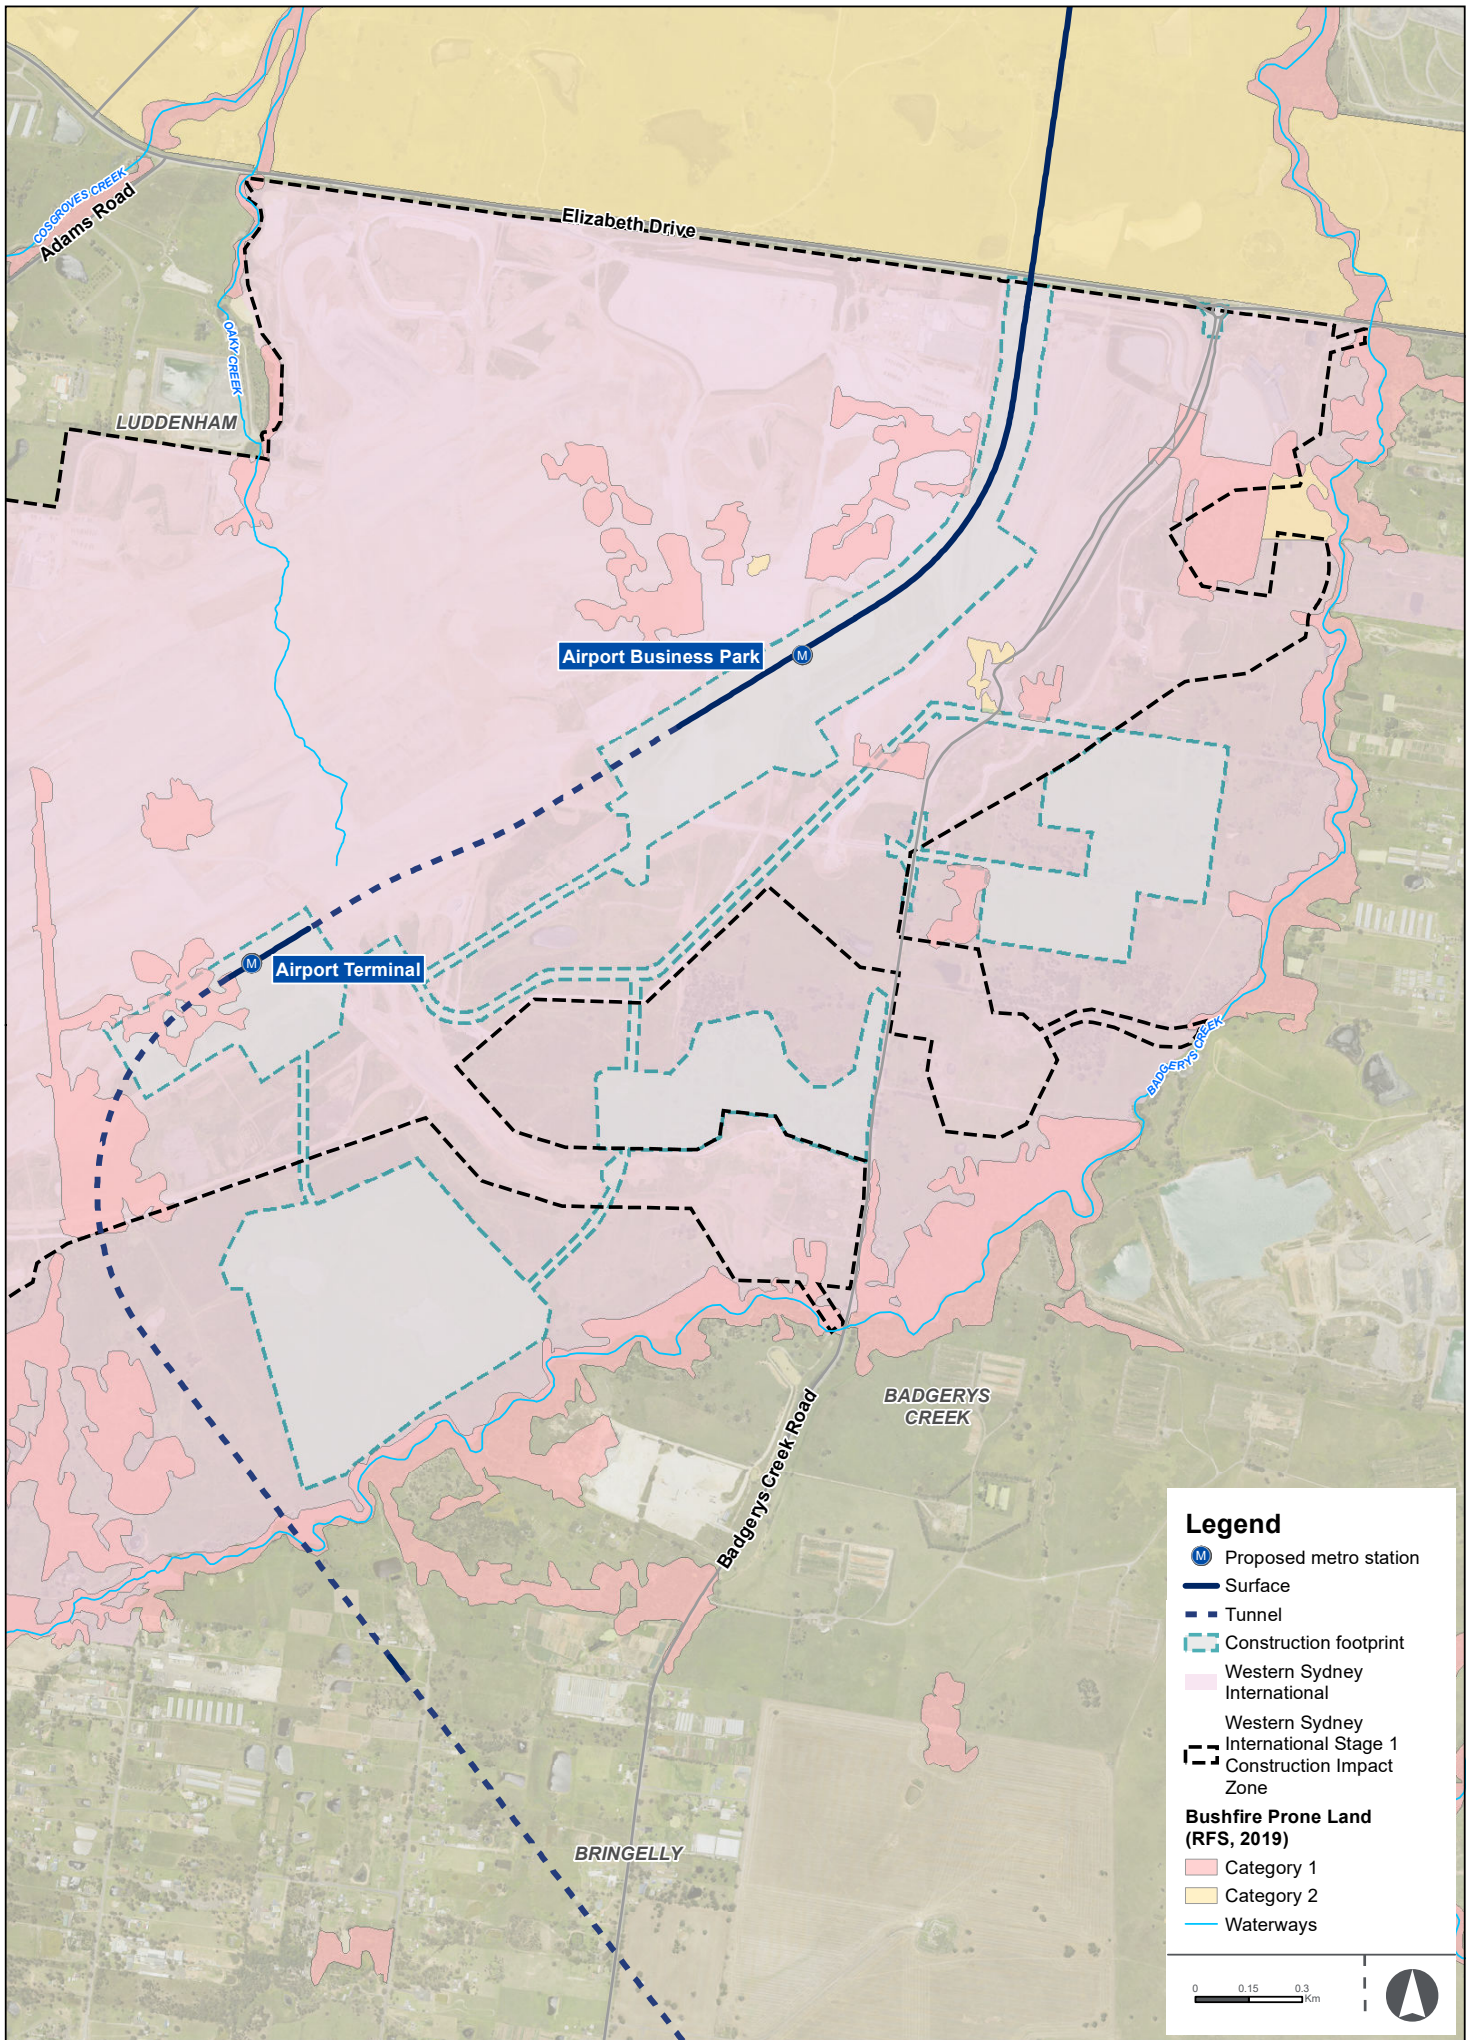 COSGROVES CREEK
Adams Road
Elizabeth Drive
OAKY CREEK
LUDDENHAM
Airport Business Park
M
M
Airport Terminal
BADGERYS CREEK
BADGERYS
CREEK
Badgerys Creek Road
BRINGELLY
Legend
M Proposed metro station
Surface
Tunnel
Construction footprint
Western Sydney
International
Western Sydney
International Stage 1
Construction Impact
Zone
Bushfire Prone Land
(RFS, 2019)
Category 1
Category 2
Waterways
0 0.15 0.3
Km